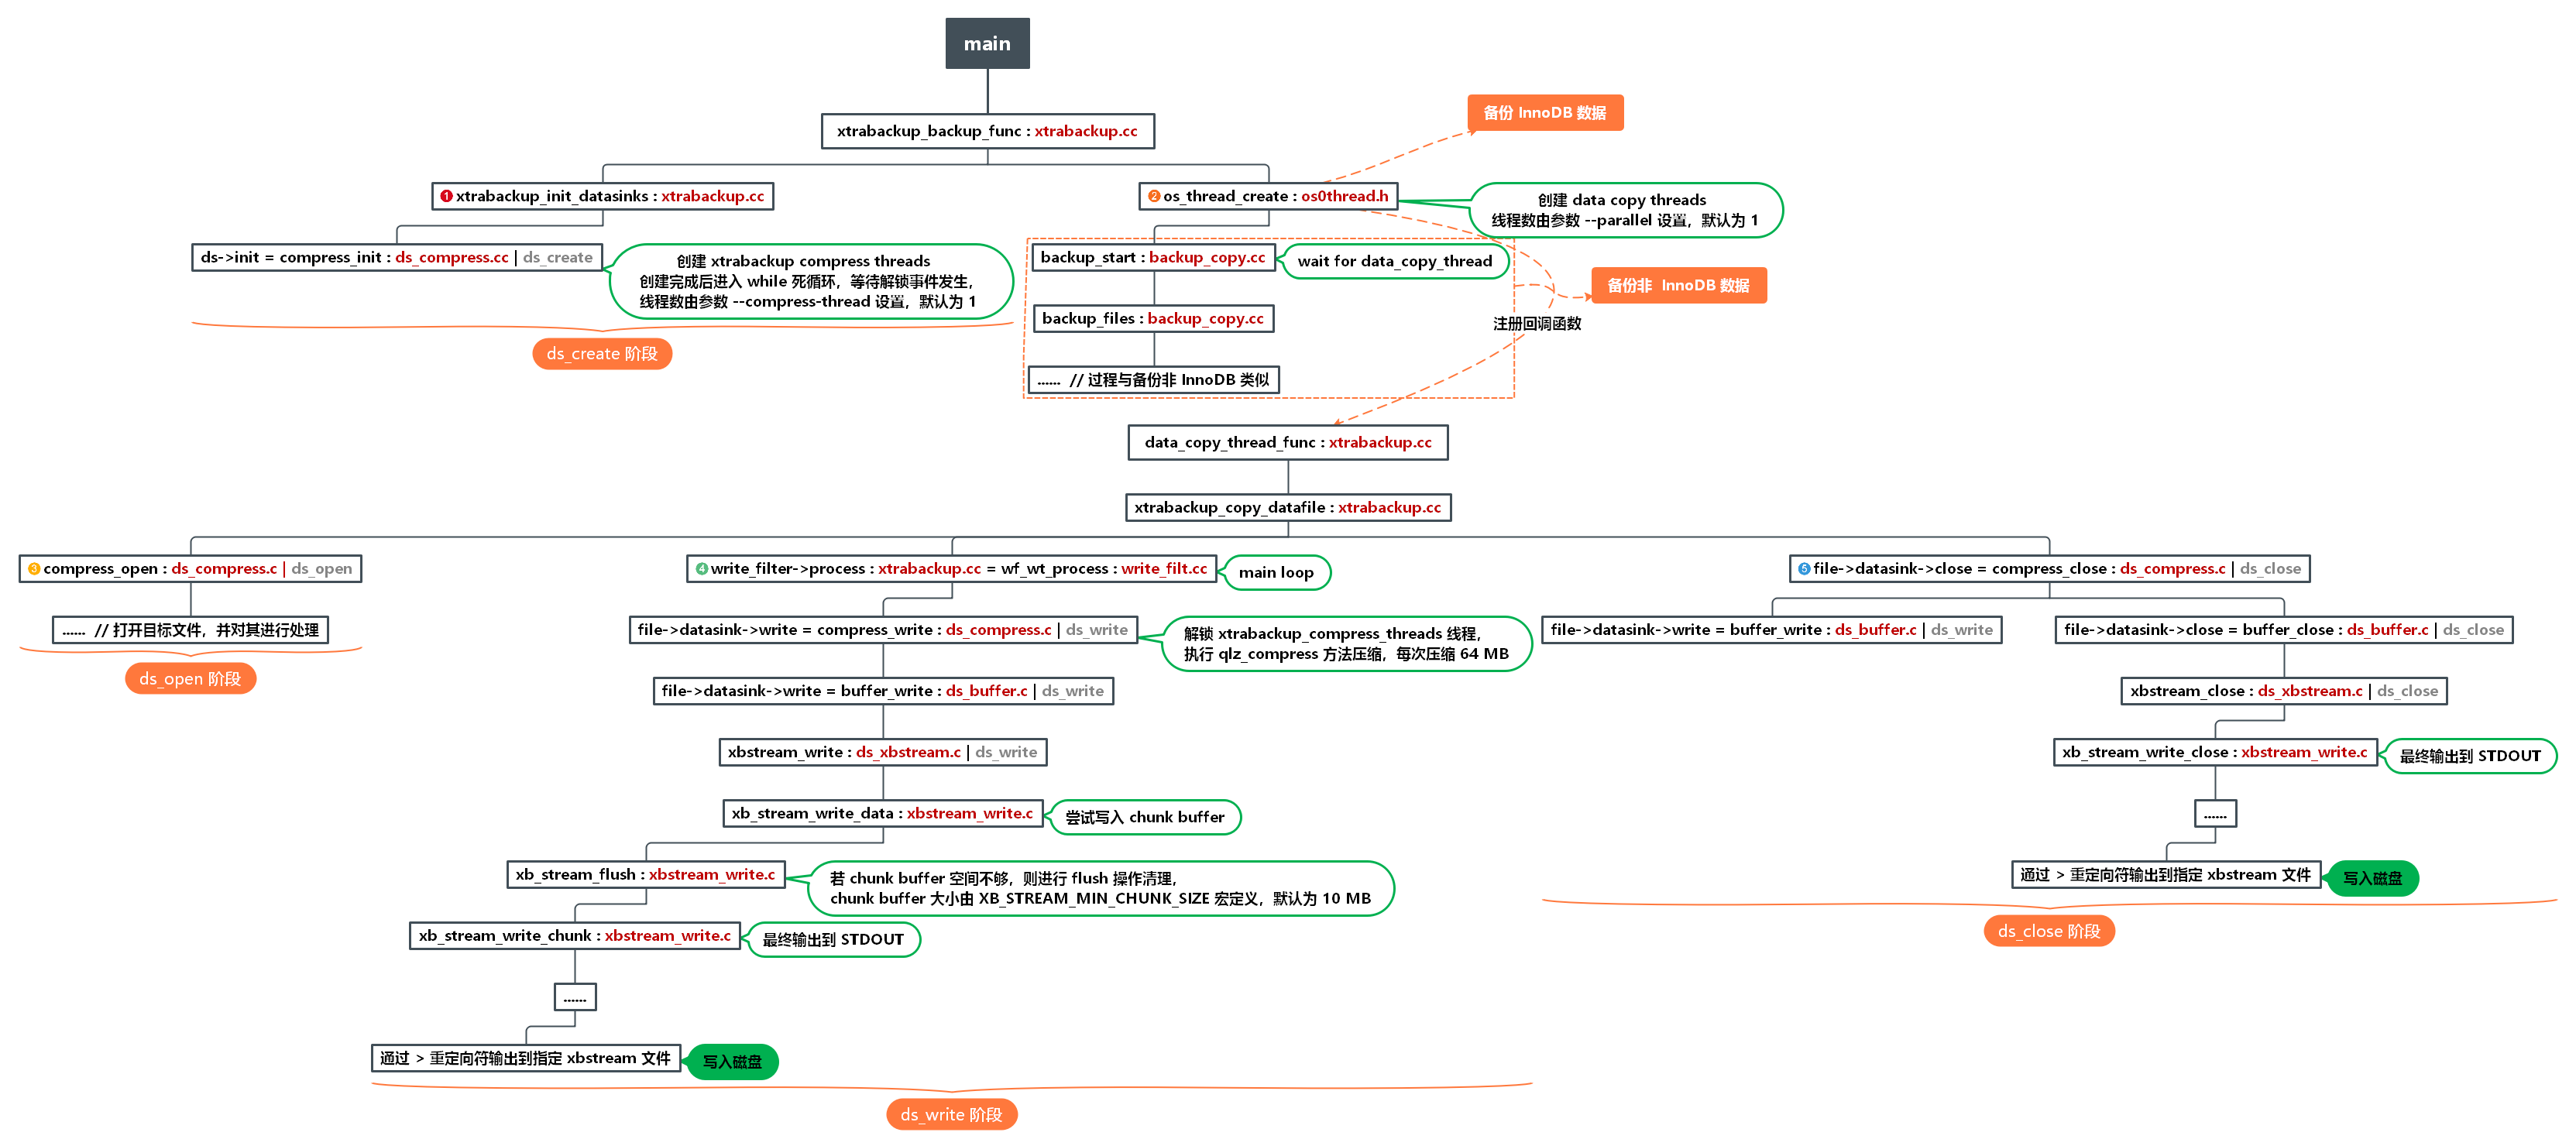 main
xtrabackup_backup_func : xtrabackup.cc
备份 InnoDB 数据
❶ xtrabackup_init_datasinks : xtrabackup.cc
❷ os_thread_create : os0thread.h
创建 data copy threads
线程数由参数 --parallel 设置，默认为 1
ds->init = compress_init : ds_compress.cc | ds_create
创建 xtrabackup compress threads
创建完成后进入 while 死循环，等待解锁事件发生，
线程数由参数 --compress-thread 设置，默认为 1
ds_create 阶段
backup_start : backup_copy.cc
wait for data_copy_thread
backup_files : backup_copy.cc
...... // 过程与备份非 InnoDB 类似
备份非 InnoDB 数据
注册回调函数
data_copy_thread_func : xtrabackup.cc
xtrabackup_copy_datafile : xtrabackup.cc
❸ compress_open : ds_compress.c | ds_open
...... // 打开目标文件，并对其进行处理
ds_open 阶段
❹ write_filter->process : xtrabackup.cc = wf_wt_process : write_filt.cc
main loop
file->datasink->write = compress_write : ds_compress.c | ds_write
解锁 xtrabackup_compress_threads 线程，
执行 qlz_compress 方法压缩，每次压缩 64 MB
file->datasink->write = buffer_write : ds_buffer.c | ds_write
xbstream_write : ds_xbstream.c | ds_write
xb_stream_write_data : xbstream_write.c
尝试写入 chunk buffer
xb_stream_flush : xbstream_write.c
若 chunk buffer 空间不够，则进行 flush 操作清理，
chunk buffer 大小由 XB_STREAM_MIN_CHUNK_SIZE 宏定义，默认为 10 MB
xb_stream_write_chunk : xbstream_write.c
最终输出到 STDOUT
......
通过 > 重定向符输出到指定 xbstream 文件
写入磁盘
ds_write 阶段
❺ file->datasink->close = compress_close : ds_compress.c | ds_close
file->datasink->write = buffer_write : ds_buffer.c | ds_write
file->datasink->close = buffer_close : ds_buffer.c | ds_close
xbstream_close : ds_xbstream.c | ds_close
xb_stream_write_close : xbstream_write.c
最终输出到 STDOUT
......
通过 > 重定向符输出到指定 xbstream 文件
写入磁盘
ds_close 阶段